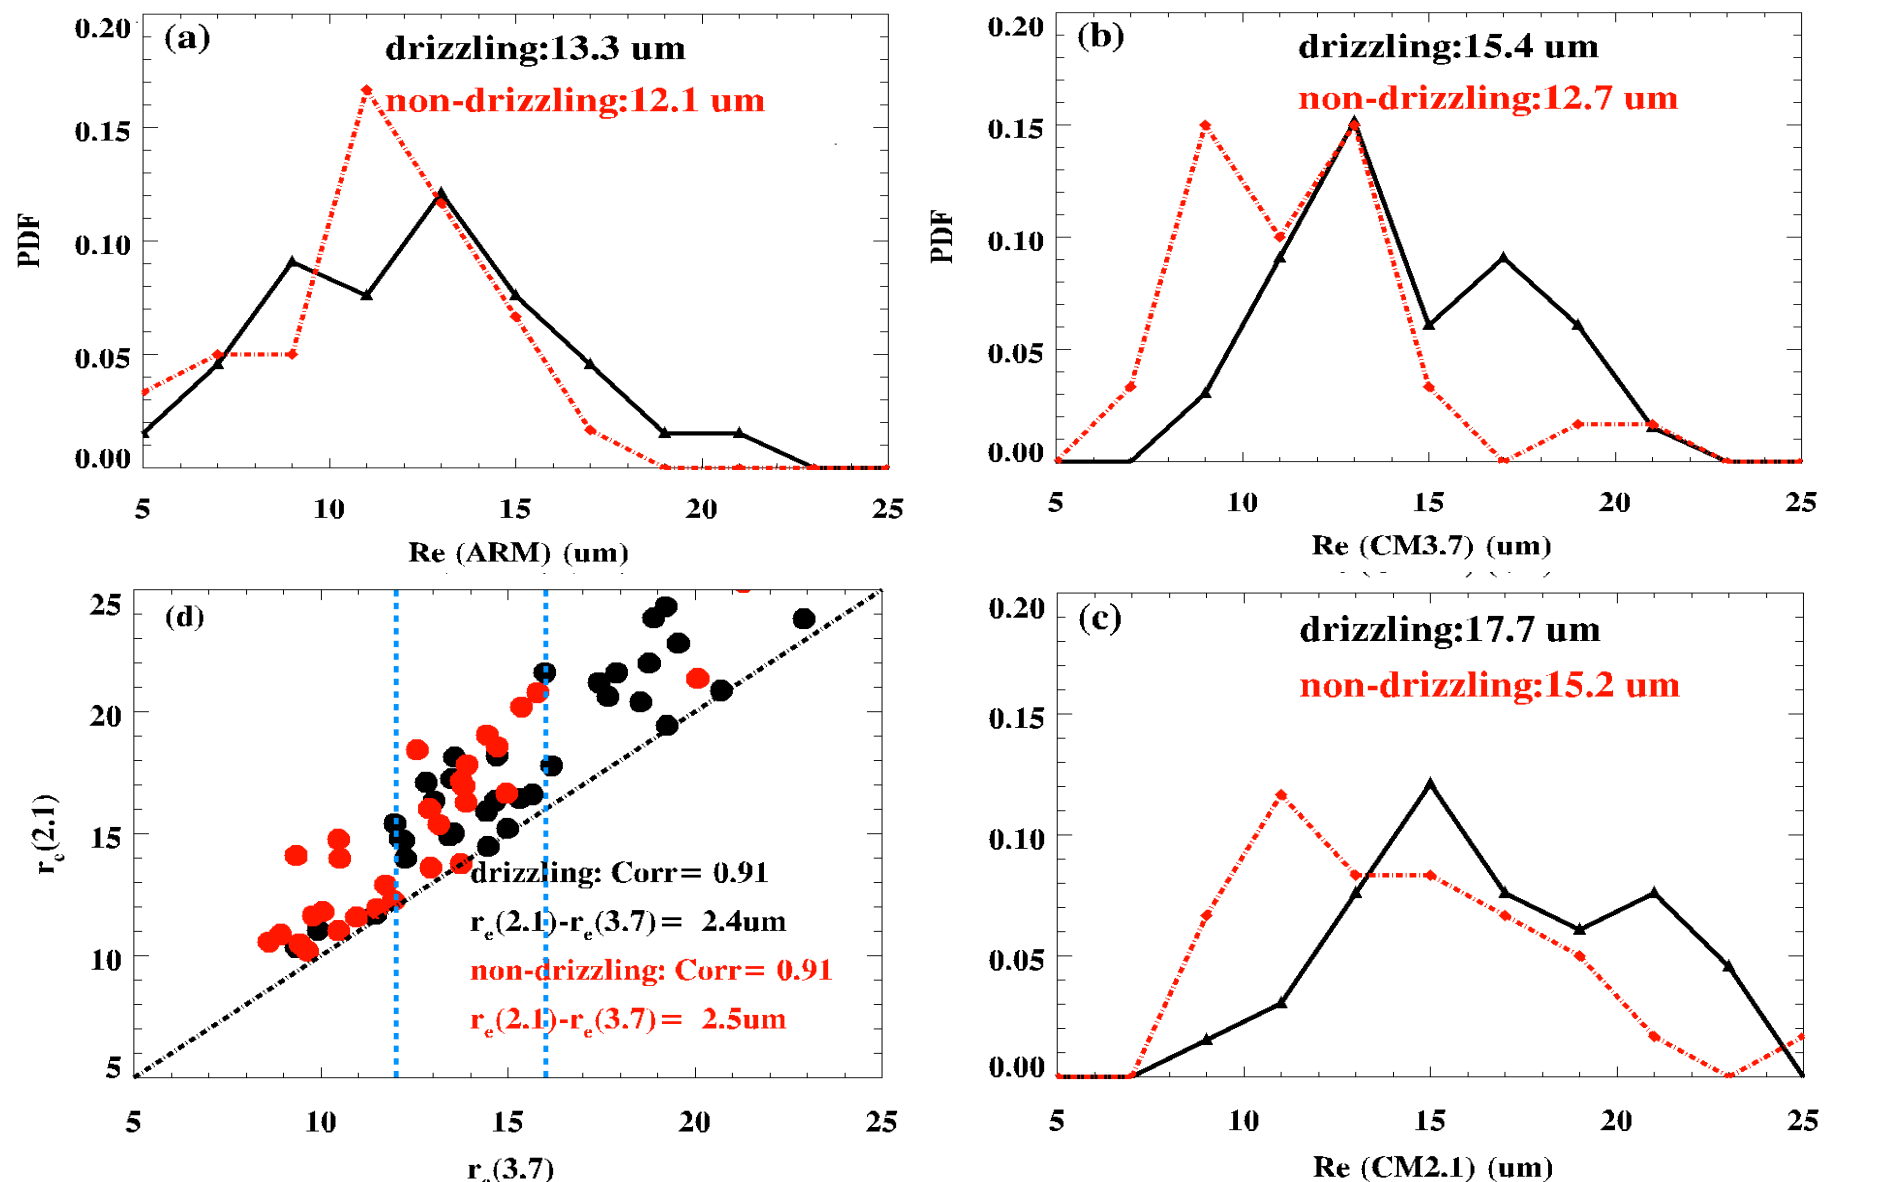 (a)
drizzling:13.3 um
non-drizzling:12.1 um
0.20
0.15
0.10
0.05
0.00
PDF
5 10 15 20 25
Re (ARM) (um)
(b)
drizzling:15.4 um
non-drizzling:12.7 um
0.20
0.15
0.10
0.05
0.00
PDF
5 10 15 20 25
Re (CM3.7) (um)
(d)
25
20
15
10
5
re(2.1)
drizzling: Corr= 0.91
re(2.1)-re(3.7)= 2.4um
non-drizzling: Corr= 0.91
re(2.1)-re(3.7)= 2.5um
5 10 15 20 25
re(3.7)
(c)
drizzling:17.7 um
non-drizzling:15.2 um
0.20
0.15
0.10
0.05
0.00
5 10 15 20 25
Re (CM2.1) (um)